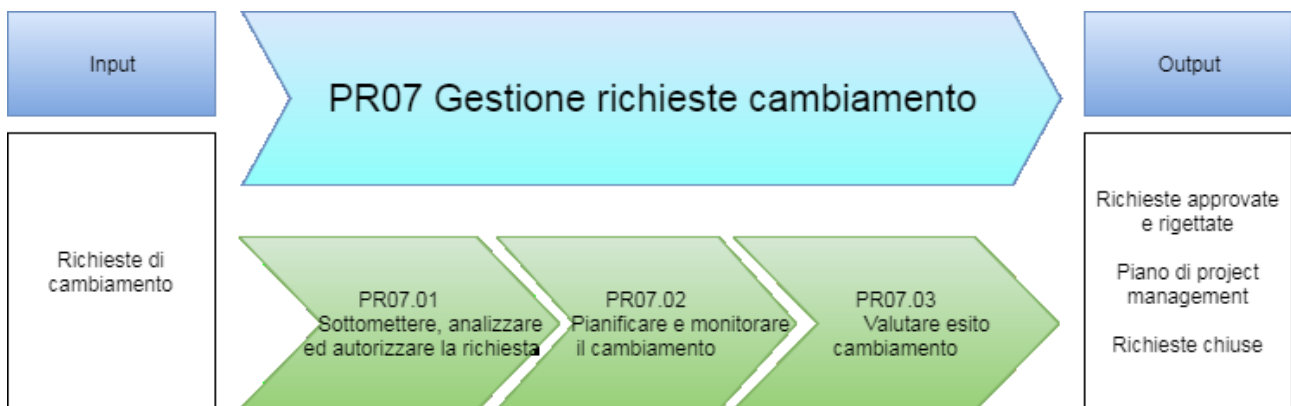 Input
PR07 Gestione richieste cambiamento
Output
Richieste di
cambiamento
PR07.01
Sottomettere, analizzare
ed autorizzare la richiesta
PR07.02
Pianificare e monitorare
il cambiamento
PR07.03
Valutare esito
cambiamento
Richieste approvate
e rigettate
Piano di project
management
Richieste chiuse